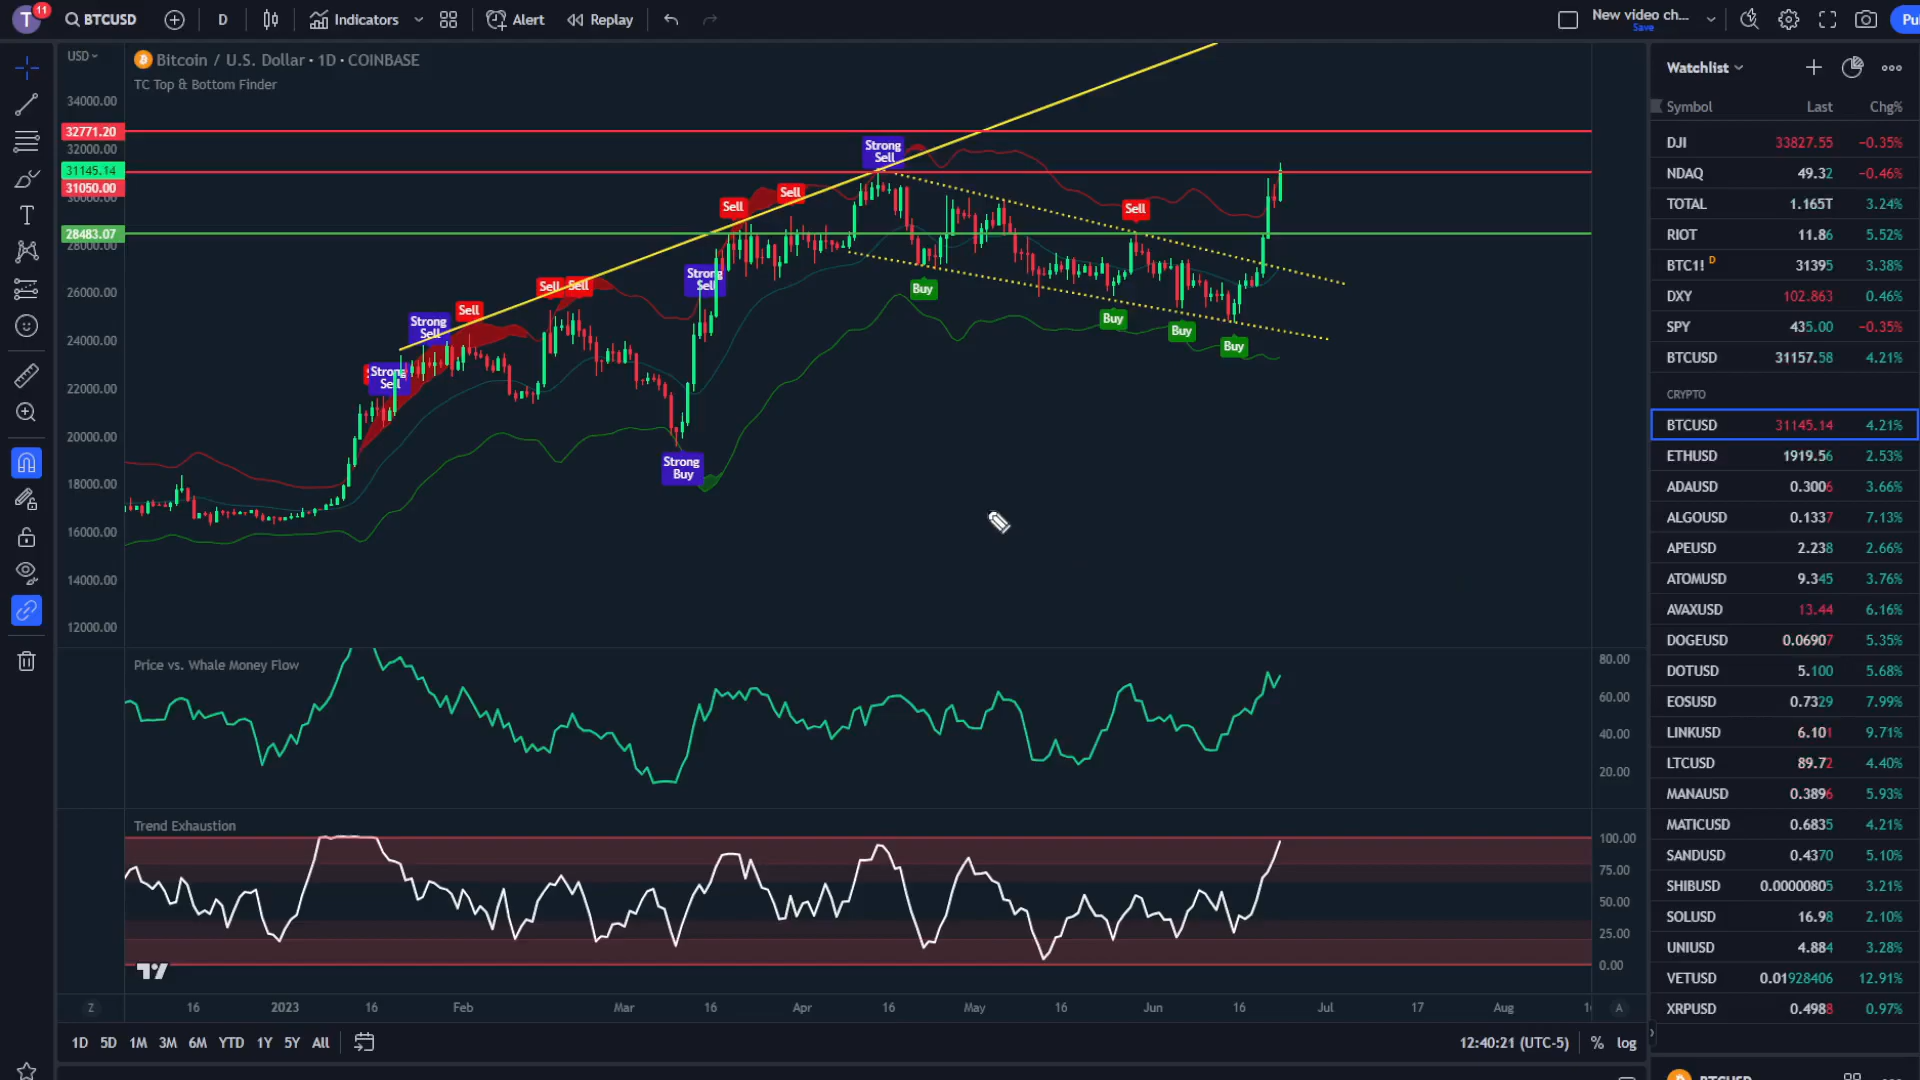 T
11
BTCUSD
D
Indicators
Alert
Replay
New video ch...
Save
USD
Bitcoin / U.S. Dollar · 1D · COINBASE
TC Top & Bottom Finder
34000.00
32771.20
32000.00
31145.14
31050.00
30000.00
28483.07
28000.00
26000.00
24000.00
22000.00
20000.00
18000.00
16000.00
14000.00
12000.00
Strong
Sell
Sell
Sell
Sell
Strong
Sell
Sell
Sell
Sell
Strong
Sell
Strong
Sell
Strong
Buy
Buy
Buy
Buy
Buy
Price vs. Whale Money Flow
80.00
60.00
40.00
20.00
Trend Exhaustion
100.00
75.00
50.00
25.00
0.00
Z
16
2023
16
Feb
Mar
16
Apr
16
May
16
Jun
16
Jul
17
Aug
A
1D 5D 1M 3M 6M YTD 1Y 5Y All
12:40:21 (UTC-5)
% log
Watchlist
Symbol Last Chg%
DJI 33827.55 −0.35%
NDAQ 49.32 −0.46%
TOTAL 1.165T 3.24%
RIOT 11.86 5.52%
BTC1! D 31395 3.38%
DXY 102.863 0.46%
SPY 435.00 −0.35%
BTCUSD 31157.58 4.21%
CRYPTO
BTCUSD 31145.14 4.21%
ETHUSD 1919.56 2.53%
ADAUSD 0.3006 3.66%
ALGOUSD 0.1337 7.13%
APEUSD 2.238 2.66%
ATOMUSD 9.345 3.76%
AVAXUSD 13.44 6.16%
DOGEUSD 0.06907 5.35%
DOTUSD 5.100 5.68%
EOSUSD 0.7329 7.99%
LINKUSD 6.101 9.71%
LTCUSD 89.72 4.40%
MANAUSD 0.3896 5.93%
MATICUSD 0.6835 4.21%
SANDUSD 0.4370 5.10%
SHIBUSD 0.00000805 3.21%
SOLUSD 16.98 2.10%
UNIUSD 4.884 3.28%
VETUSD 0.01928406 12.91%
XRPUSD 0.4988 0.97%